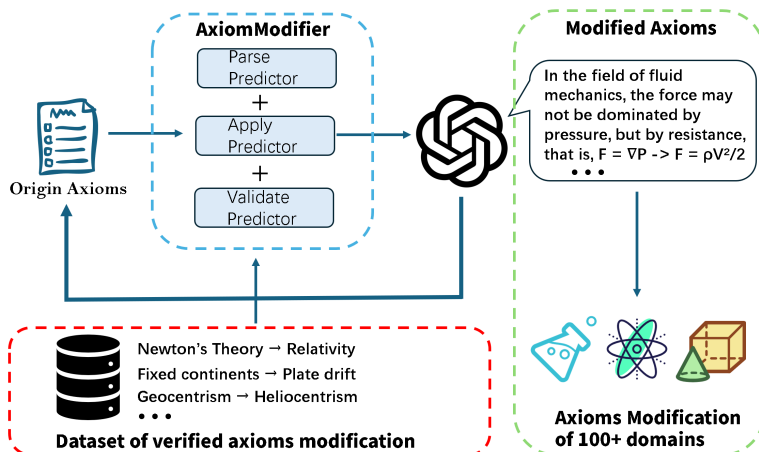 AxiomModifier
Parse
Predictor
+
Apply
Predictor
+
Validate
Predictor
Origin Axioms
Modified Axioms
In the field of fluid
mechanics, the force may
not be dominated by
pressure, but by resistance,
that is, F = ∇P -> F = ρV²/2
• • •
Newton's Theory → Relativity
Fixed continents → Plate drift
Geocentrism → Heliocentrism
• • •
Dataset of verified axioms modification
Axioms Modification
of 100+ domains